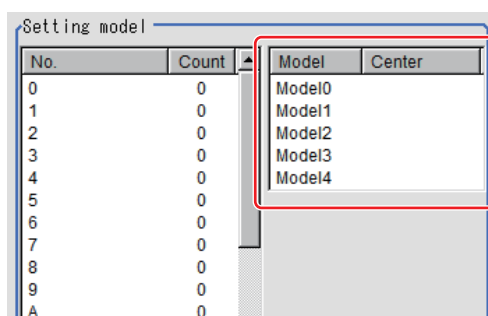 Setting model
No. Count Model Center
0 0 Model0
1 0 Model1
2 0 Model2
3 0 Model3
4 0 Model4
5 0
6 0
7 0
8 0
9 0
A 0